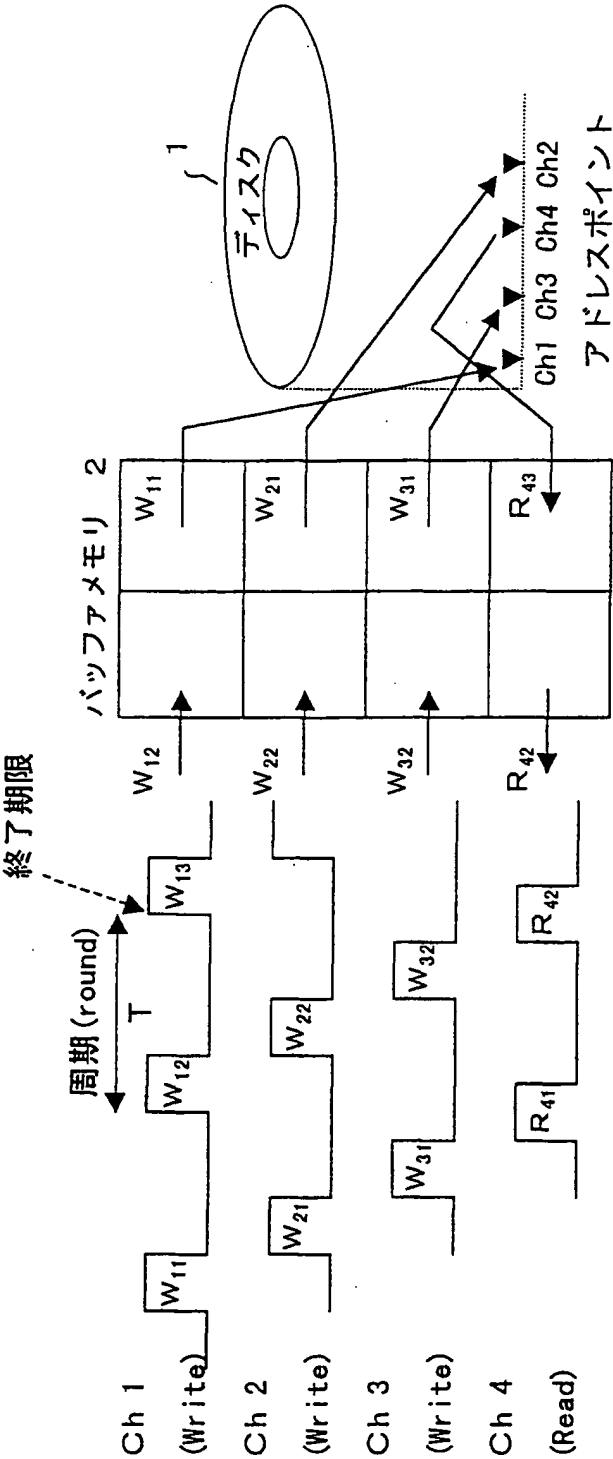 終了期限
周期(round)
T
バッファメモリ 2
ディスク
1
Ch 1
(Write)
W11
W12
W13
W12
W11
Ch 2
(Write)
W21
W22
W22
W21
Ch 3
(Write)
W31
W32
W32
W31
Ch 4
(Read)
R41
R42
R42
R43
Ch1 Ch3 Ch4 Ch2
アドレスポイント